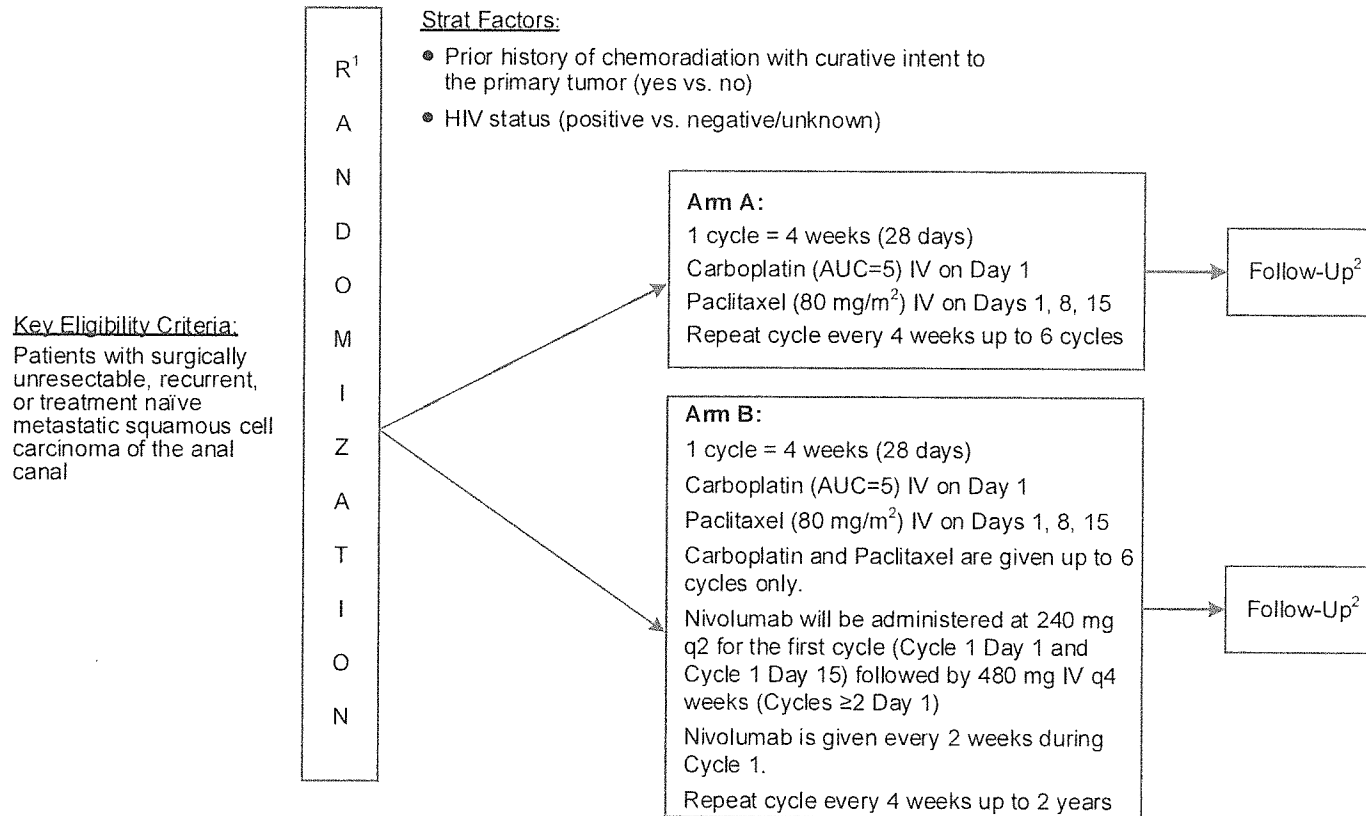 Strat Factors:
● Prior history of chemoradiation with curative intent to
the primary tumor (yes vs. no)
● HIV status (positive vs. negative/unknown)
Key Eligibility Criteria:
Patients with surgically
unresectable, recurrent,
or treatment naïve
metastatic squamous cell
carcinoma of the anal
canal
R¹
A
N
D
O
M
I
Z
A
T
I
O
N
Arm A:
1 cycle = 4 weeks (28 days)
Carboplatin (AUC=5) IV on Day 1
Paclitaxel (80 mg/m²) IV on Days 1, 8, 15
Repeat cycle every 4 weeks up to 6 cycles
Follow-Up²
Arm B:
1 cycle = 4 weeks (28 days)
Carboplatin (AUC=5) IV on Day 1
Paclitaxel (80 mg/m²) IV on Days 1, 8, 15
Carboplatin and Paclitaxel are given up to 6
cycles only.
Nivolumab will be administered at 240 mg
q2 for the first cycle (Cycle 1 Day 1 and
Cycle 1 Day 15) followed by 480 mg IV q4
weeks (Cycles ≥2 Day 1)
Nivolumab is given every 2 weeks during
Cycle 1.
Repeat cycle every 4 weeks up to 2 years
Follow-Up²